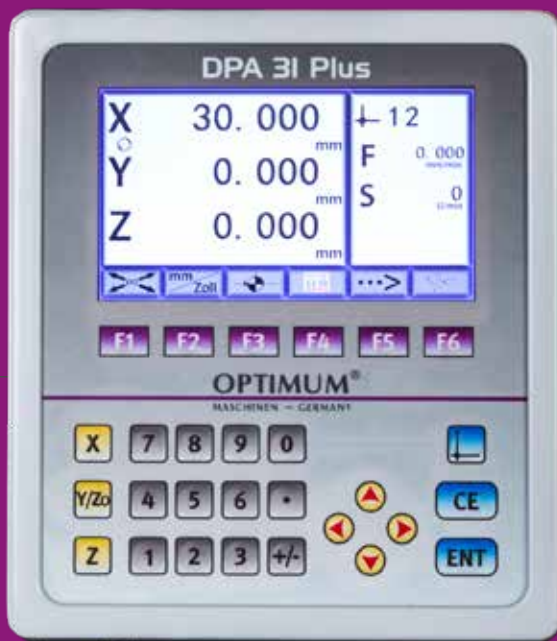 DPA 31 Plus
X 30. 000 mm
12
Y 0. 000 mm
F 0. 000 mm/min
Z 0. 000 mm
S 0
mm Zoll ···>
F1 F2 F3 F4 F5 F6
OPTIMUM®
MASCHINEN – GERMANY
X 7 8 9 0
Y/Zo 4 5 6 · CE
Z 1 2 3 +/- ENT